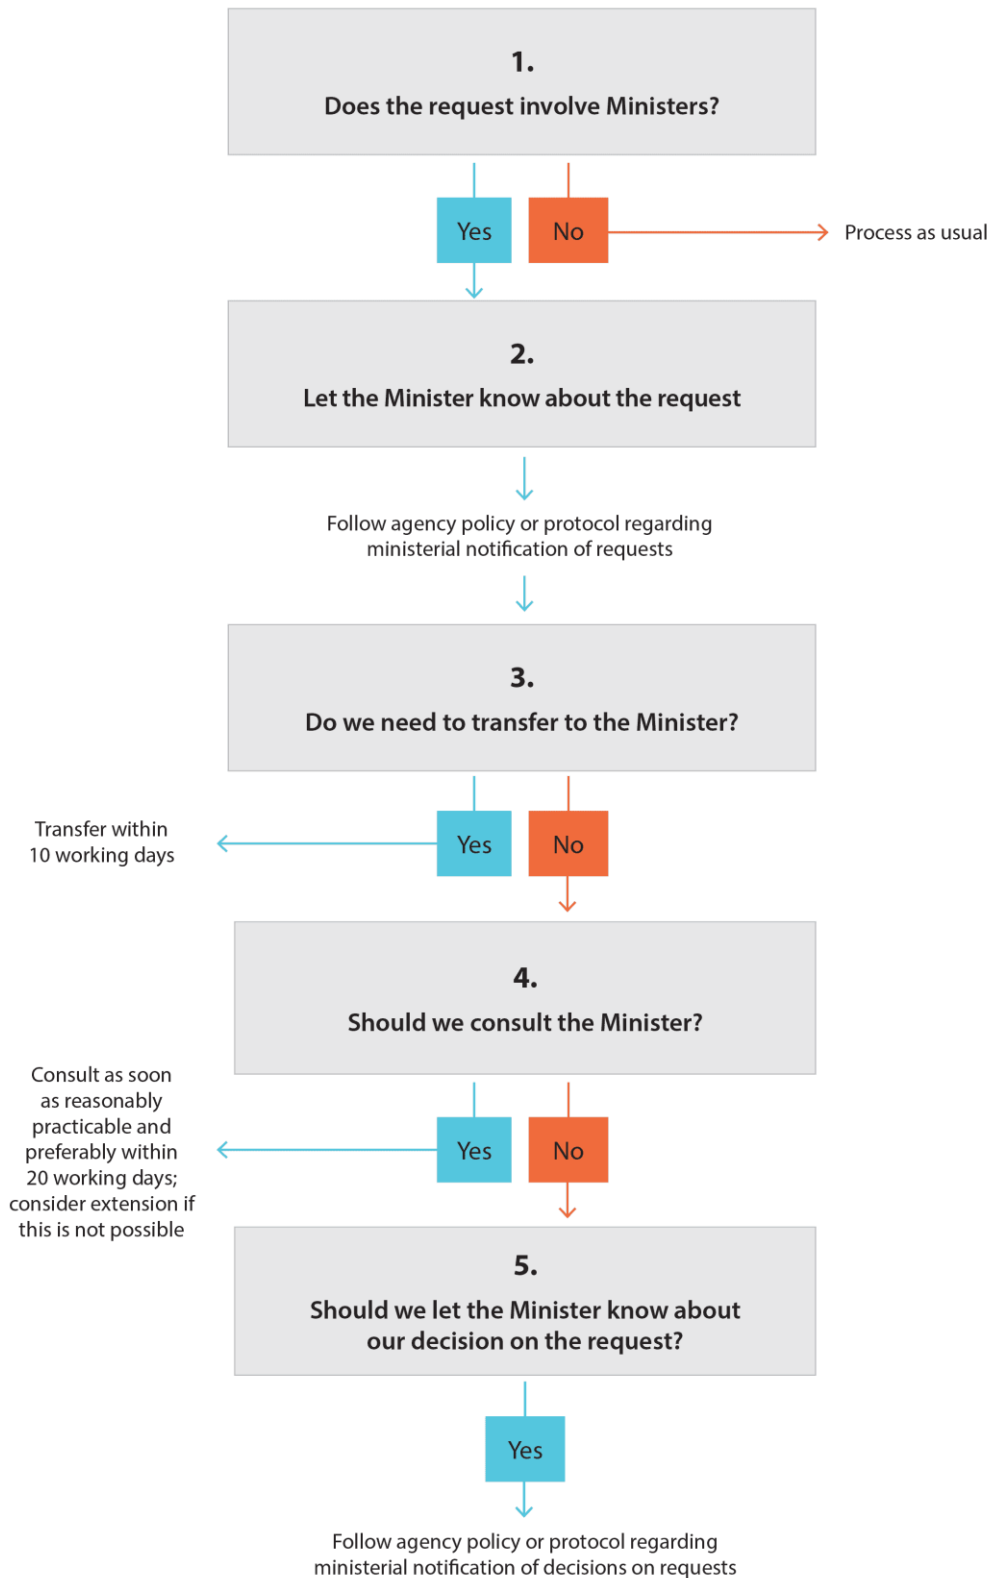 1.
Does the request involve Ministers?
Yes
No
Process as usual
2.
Let the Minister know about the request
Follow agency policy or protocol regarding
ministerial notification of requests
3.
Do we need to transfer to the Minister?
Transfer within
10 working days
Yes
No
4.
Should we consult the Minister?
Consult as soon
as reasonably
practicable and
preferably within
20 working days;
consider extension if
this is not possible
Yes
No
5.
Should we let the Minister know about
our decision on the request?
Yes
Follow agency policy or protocol regarding
ministerial notification of decisions on requests